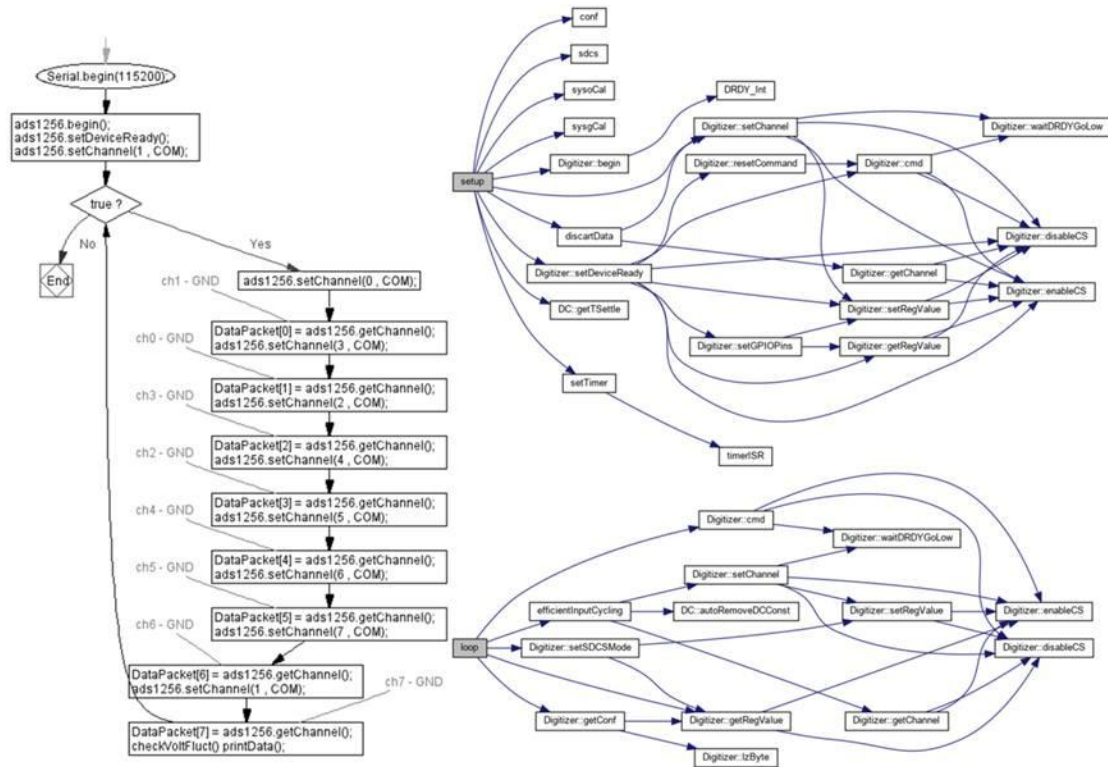 Serial.begin(115200);
ads1256.begin();
ads1256.setDeviceReady();
ads1256.setChannel(1 , COM);
true ?
No
Yes
End
ads1256.setChannel(0 , COM);
ch1 - GND
DataPacket[0] = ads1256.getChannel();
ads1256.setChannel(3 , COM);
ch0 - GND
DataPacket[1] = ads1256.getChannel();
ads1256.setChannel(2 , COM);
ch3 - GND
DataPacket[2] = ads1256.getChannel();
ads1256.setChannel(4 , COM);
ch2 - GND
DataPacket[3] = ads1256.getChannel();
ads1256.setChannel(5 , COM);
ch4 - GND
DataPacket[4] = ads1256.getChannel();
ads1256.setChannel(6 , COM);
ch5 - GND
DataPacket[5] = ads1256.getChannel();
ads1256.setChannel(7 , COM);
ch6 - GND
DataPacket[6] = ads1256.getChannel();
ads1256.setChannel(1 , COM);
ch7 - GND
DataPacket[7] = ads1256.getChannel();
checkVoltFluct() printData();
setup
conf
sdcs
sysoCal
sysgCal
Digitizer::begin
discartData
Digitizer::setDeviceReady
DC::getTSettle
setTimer
DRDY_Int
Digitizer::setChannel
Digitizer::resetCommand
Digitizer::setGPIOPins
timerISR
Digitizer::cmd
Digitizer::getChannel
Digitizer::setRegValue
Digitizer::getRegValue
Digitizer::waitDRDYGoLow
Digitizer::disableCS
Digitizer::enableCS
loop
efficientInputCycling
Digitizer::setSDCSMode
Digitizer::getConf
Digitizer::cmd
Digitizer::setChannel
DC::autoRemoveDCConst
Digitizer::getRegValue
Digitizer::IzByte
Digitizer::waitDRDYGoLow
Digitizer::setRegValue
Digitizer::getChannel
Digitizer::enableCS
Digitizer::disableCS